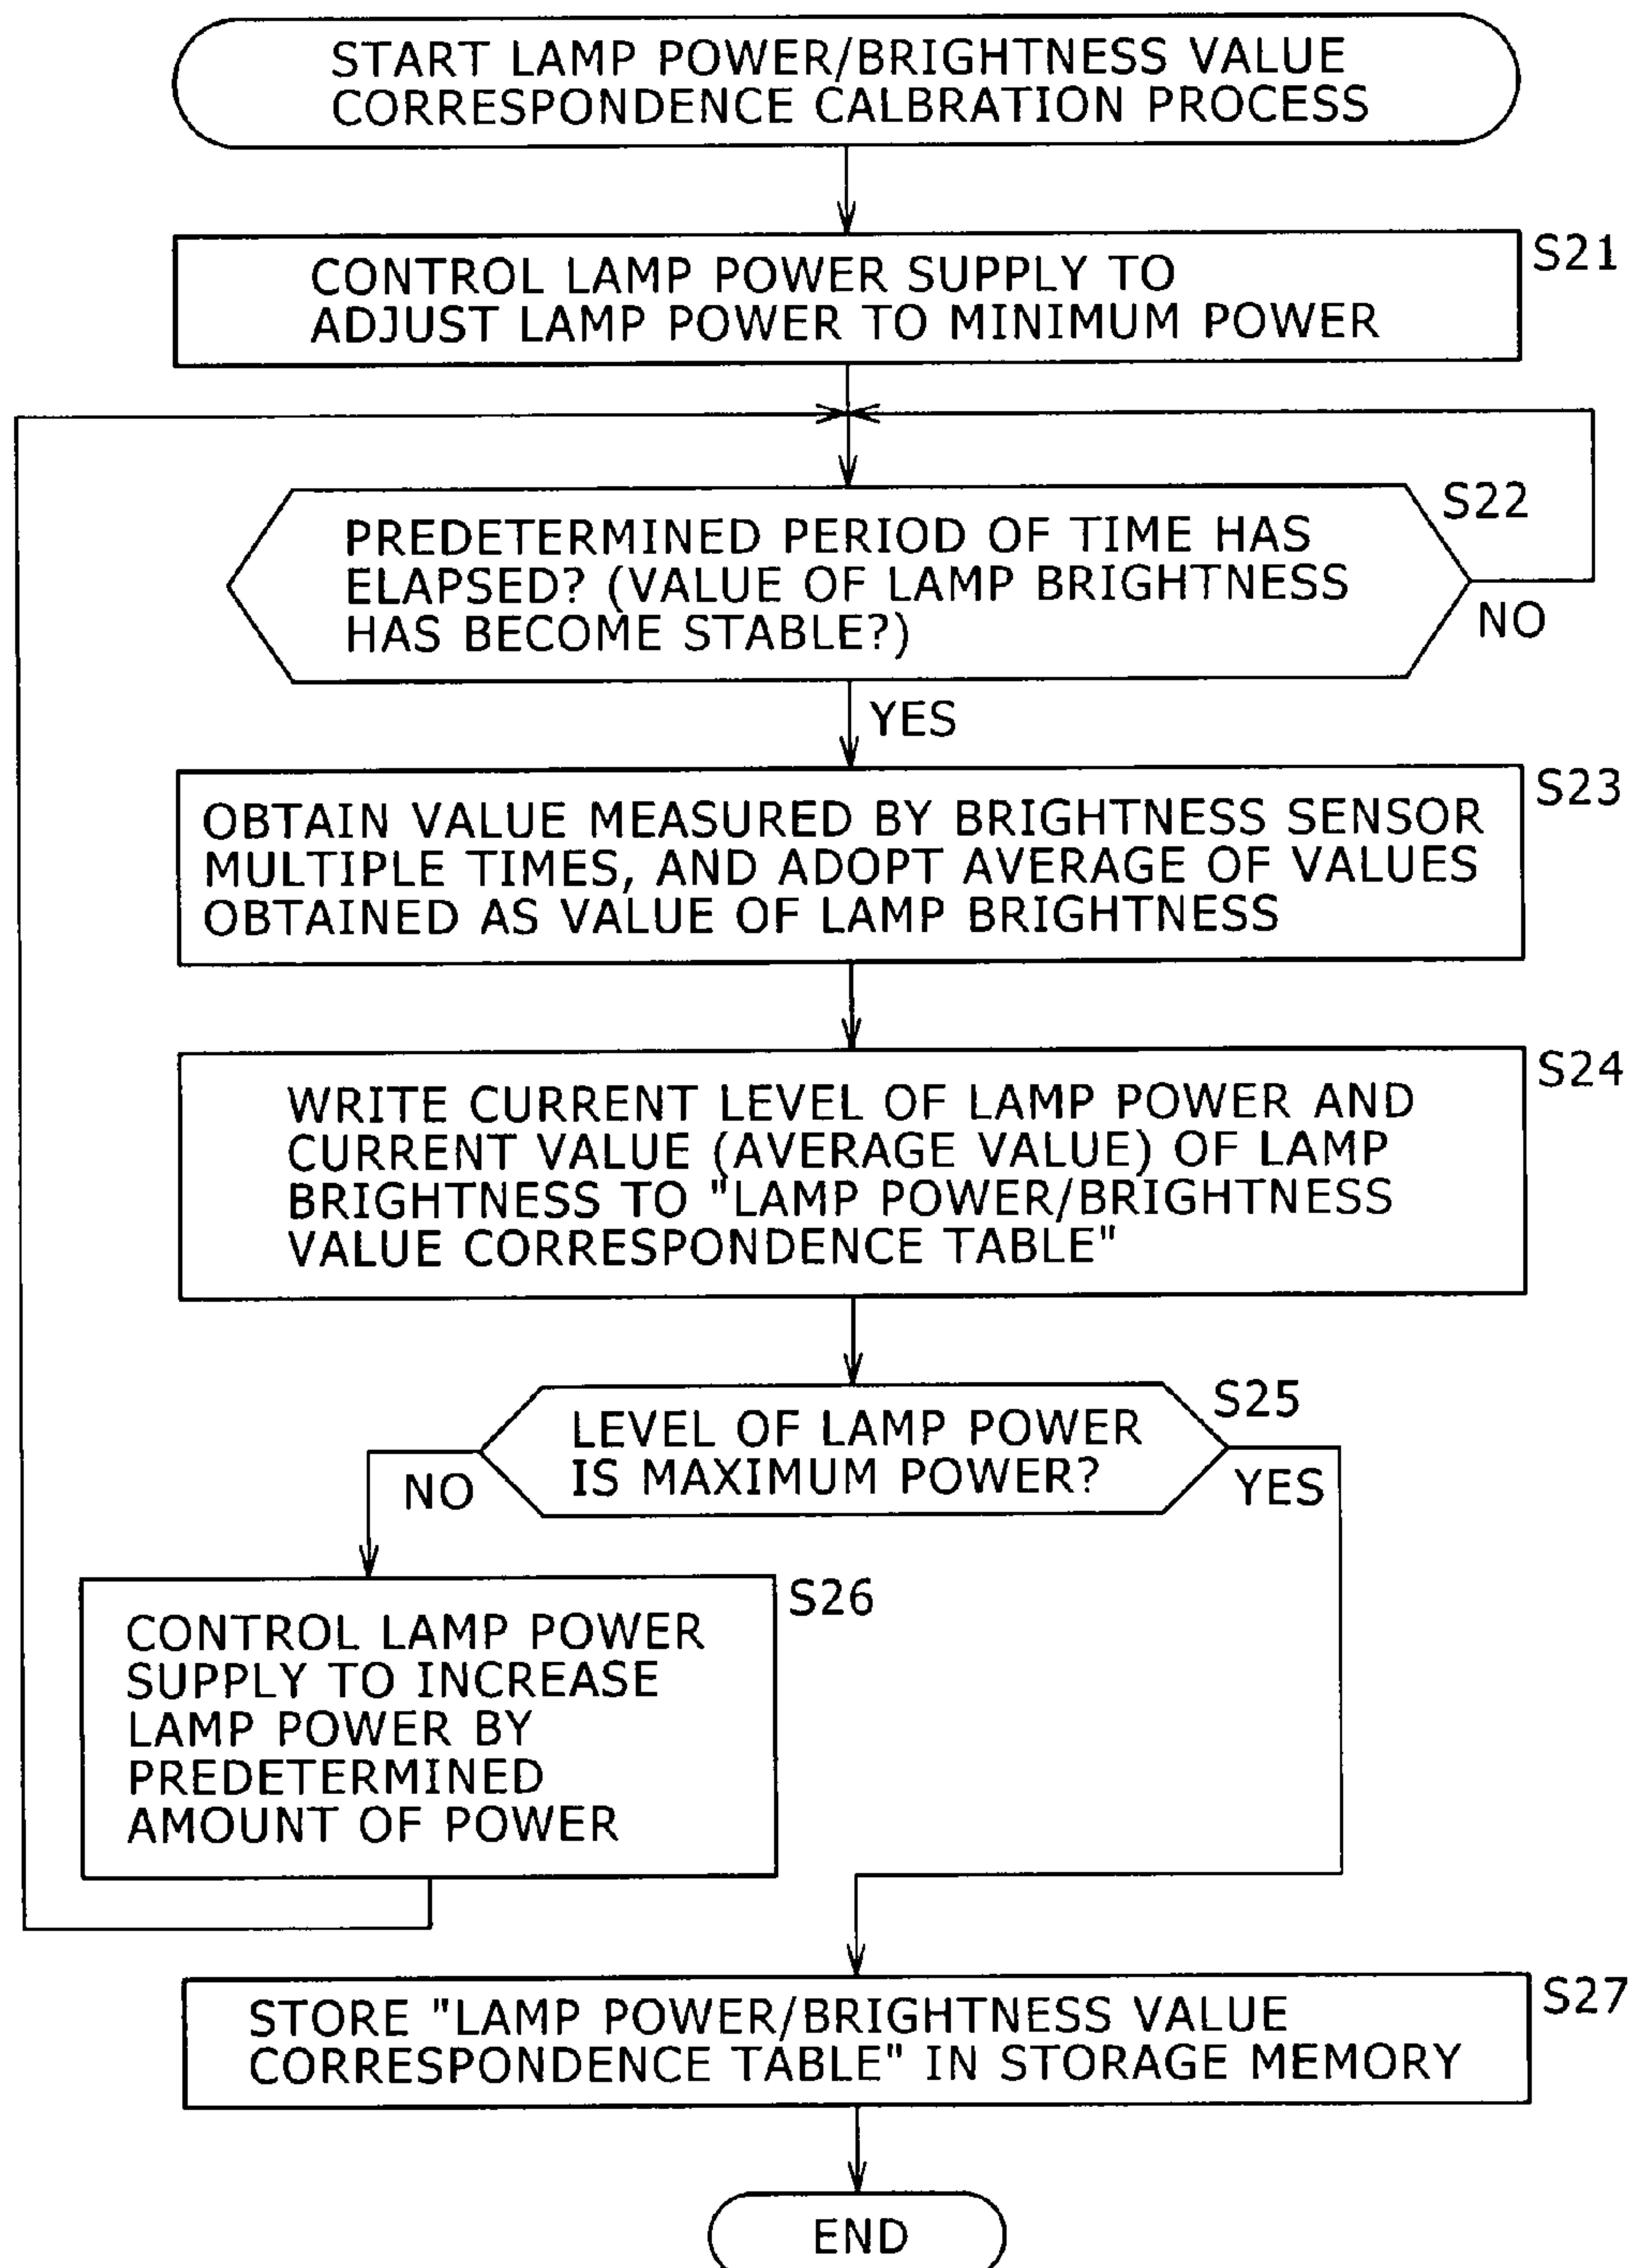 START LAMP POWER/BRIGHTNESS VALUE
CORRESPONDENCE CALBRATION PROCESS
S21
CONTROL LAMP POWER SUPPLY TO
ADJUST LAMP POWER TO MINIMUM POWER
S22
PREDETERMINED PERIOD OF TIME HAS
ELAPSED? (VALUE OF LAMP BRIGHTNESS
HAS BECOME STABLE?)
NO
YES
S23
OBTAIN VALUE MEASURED BY BRIGHTNESS SENSOR
MULTIPLE TIMES, AND ADOPT AVERAGE OF VALUES
OBTAINED AS VALUE OF LAMP BRIGHTNESS
S24
WRITE CURRENT LEVEL OF LAMP POWER AND
CURRENT VALUE (AVERAGE VALUE) OF LAMP
BRIGHTNESS TO "LAMP POWER/BRIGHTNESS
VALUE CORRESPONDENCE TABLE"
S25
LEVEL OF LAMP POWER
IS MAXIMUM POWER?
NO
YES
S26
CONTROL LAMP POWER
SUPPLY TO INCREASE
LAMP POWER BY
PREDETERMINED
AMOUNT OF POWER
S27
STORE "LAMP POWER/BRIGHTNESS VALUE
CORRESPONDENCE TABLE" IN STORAGE MEMORY
END